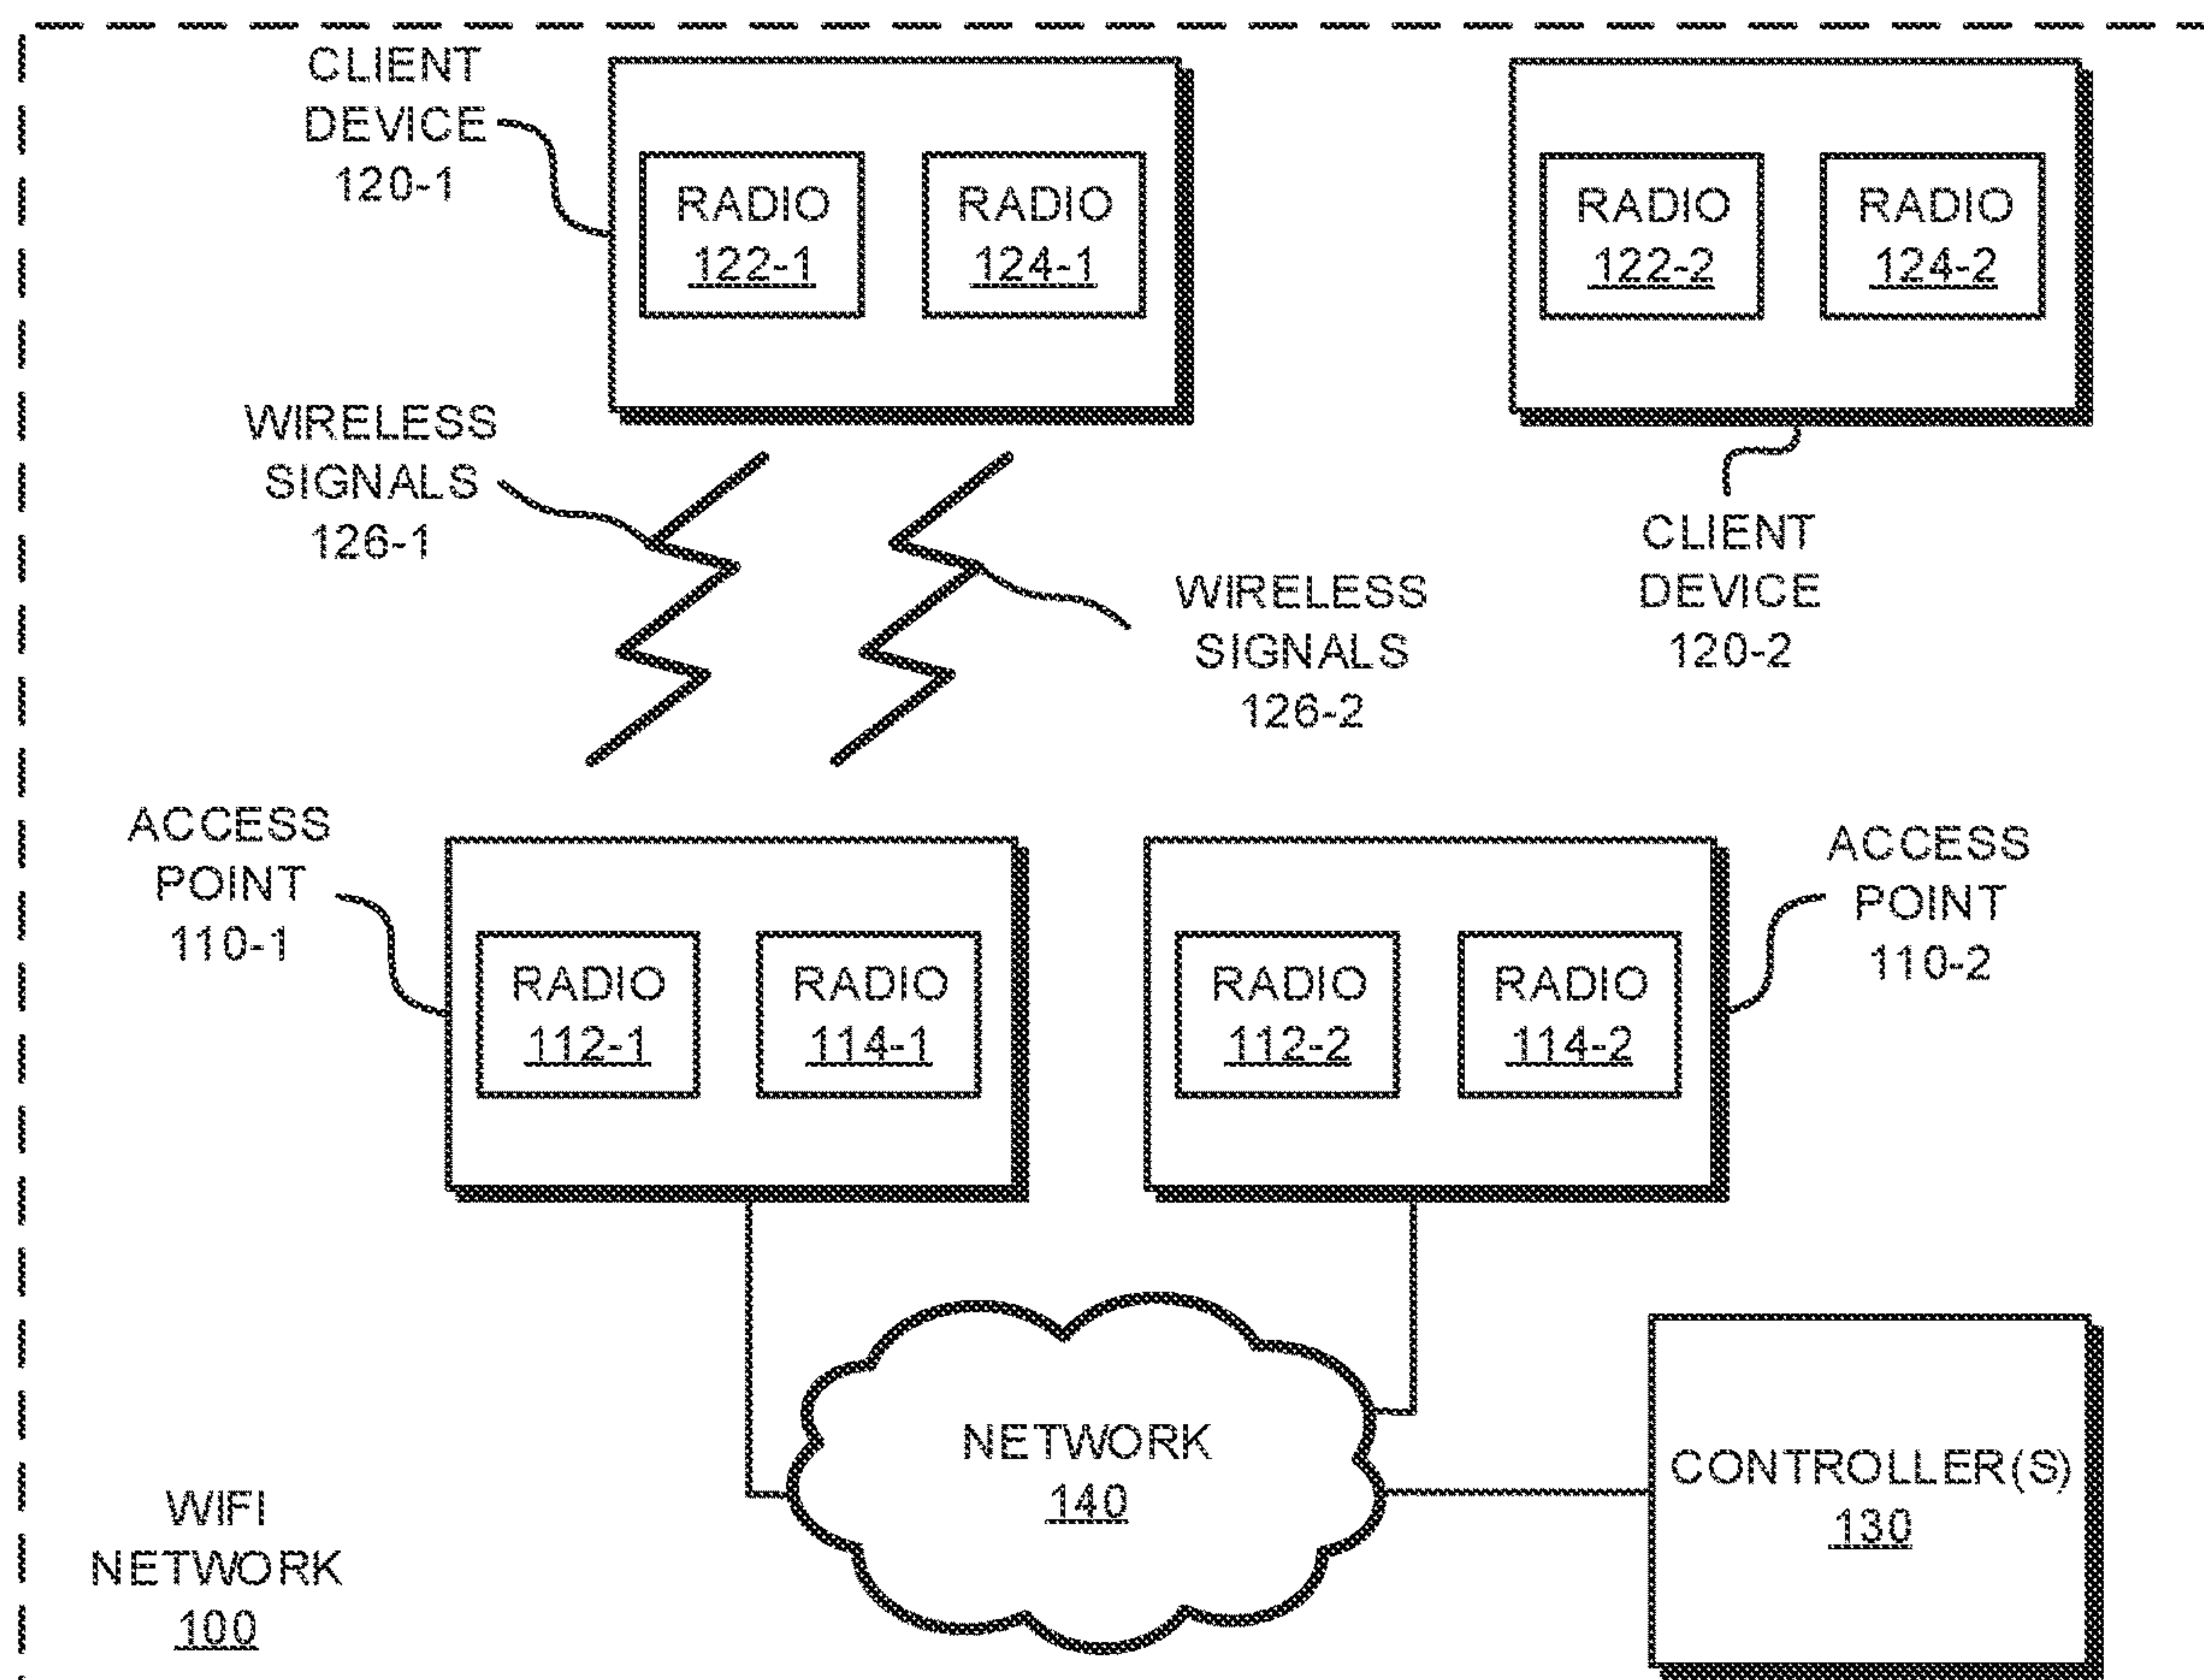 CLIENT
DEVICE
120-1
RADIO
122-1
RADIO
124-1
RADIO
122-2
RADIO
124-2
WIRELESS
SIGNALS
126-1
WIRELESS
SIGNALS
126-2
CLIENT
DEVICE
120-2
ACCESS
POINT
110-1
RADIO
112-1
RADIO
114-1
RADIO
112-2
RADIO
114-2
ACCESS
POINT
110-2
NETWORK
140
CONTROLLER(S)
130
WIFI
NETWORK
100